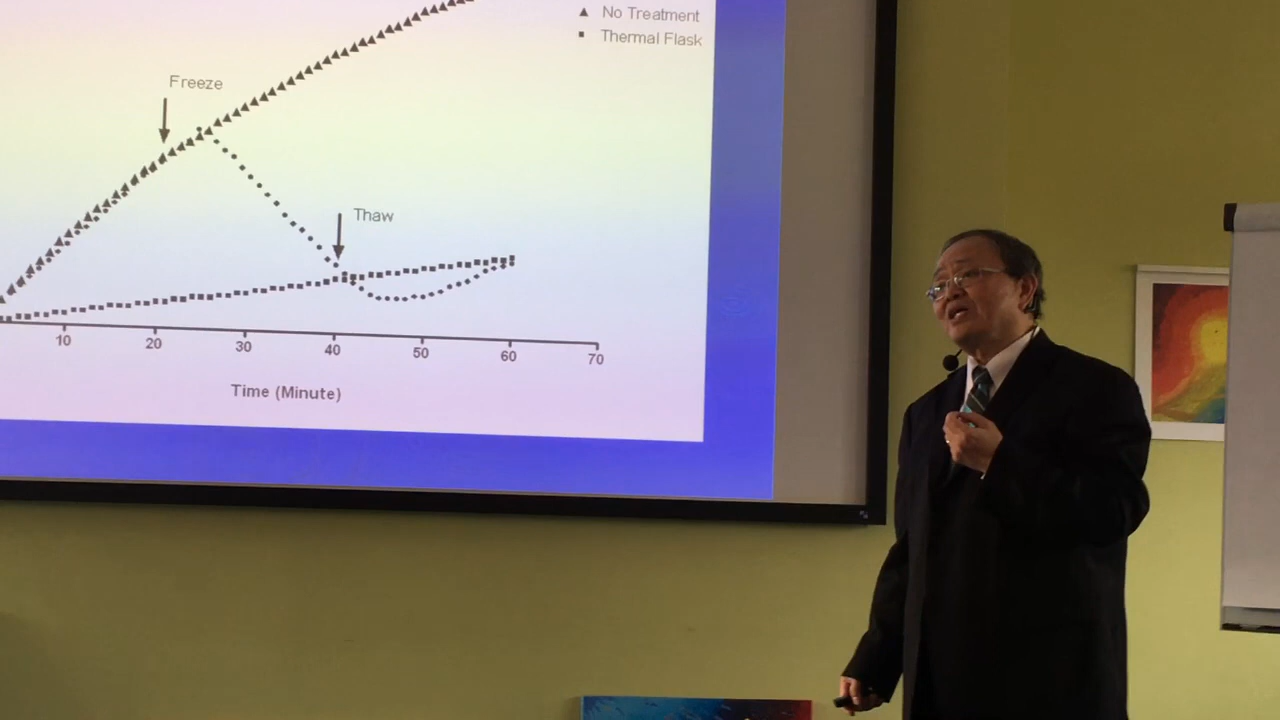 No Treatment
Thermal Flask
Freeze
Thaw
10 20 30 40 50 60 70
Time (Minute)